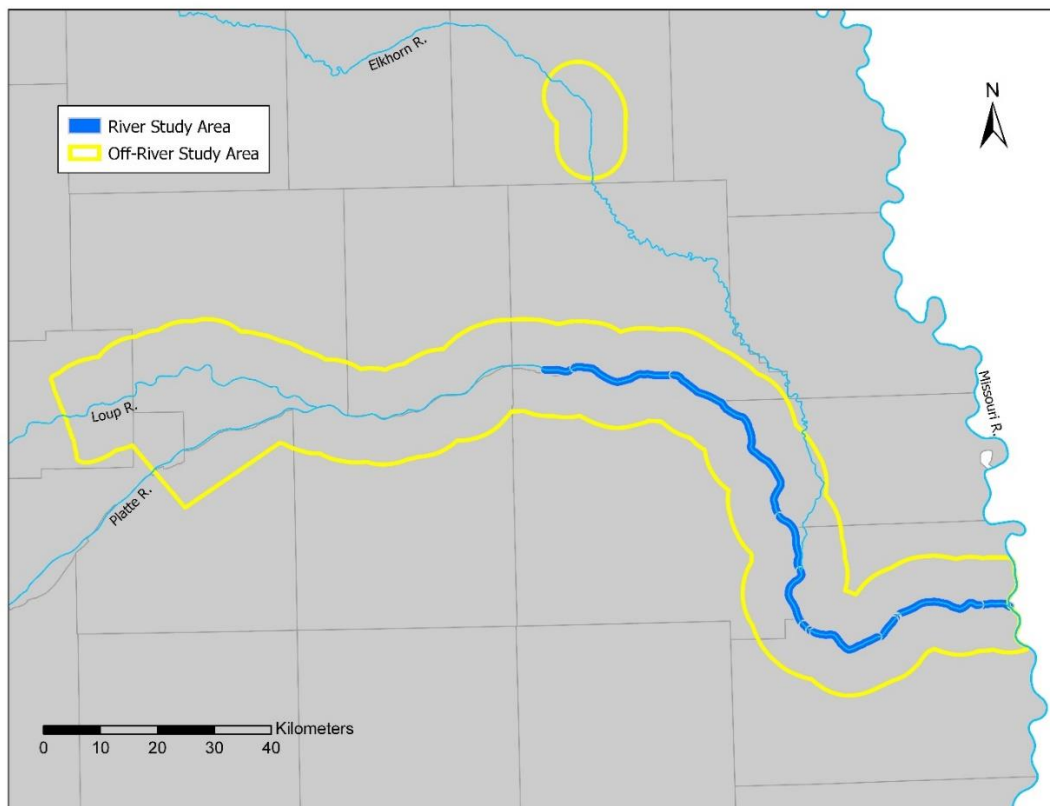 Elkhorn R.
N
River Study Area
Off-River Study Area
Missouri R.
Loup R.
Platte R.
Kilometers
0 10 20 30 40